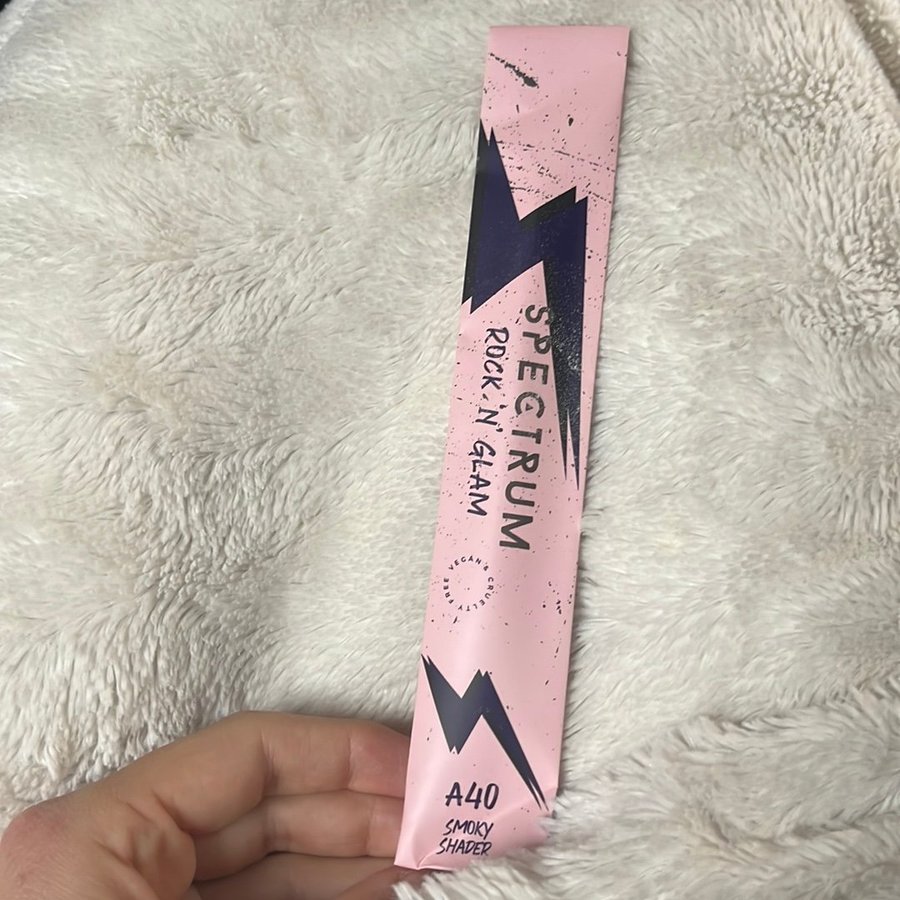 SPECTRUM
ROCK 'N' GLAM
VEGAN & CRUELTY FREE
A40
SMOKY
SHADER